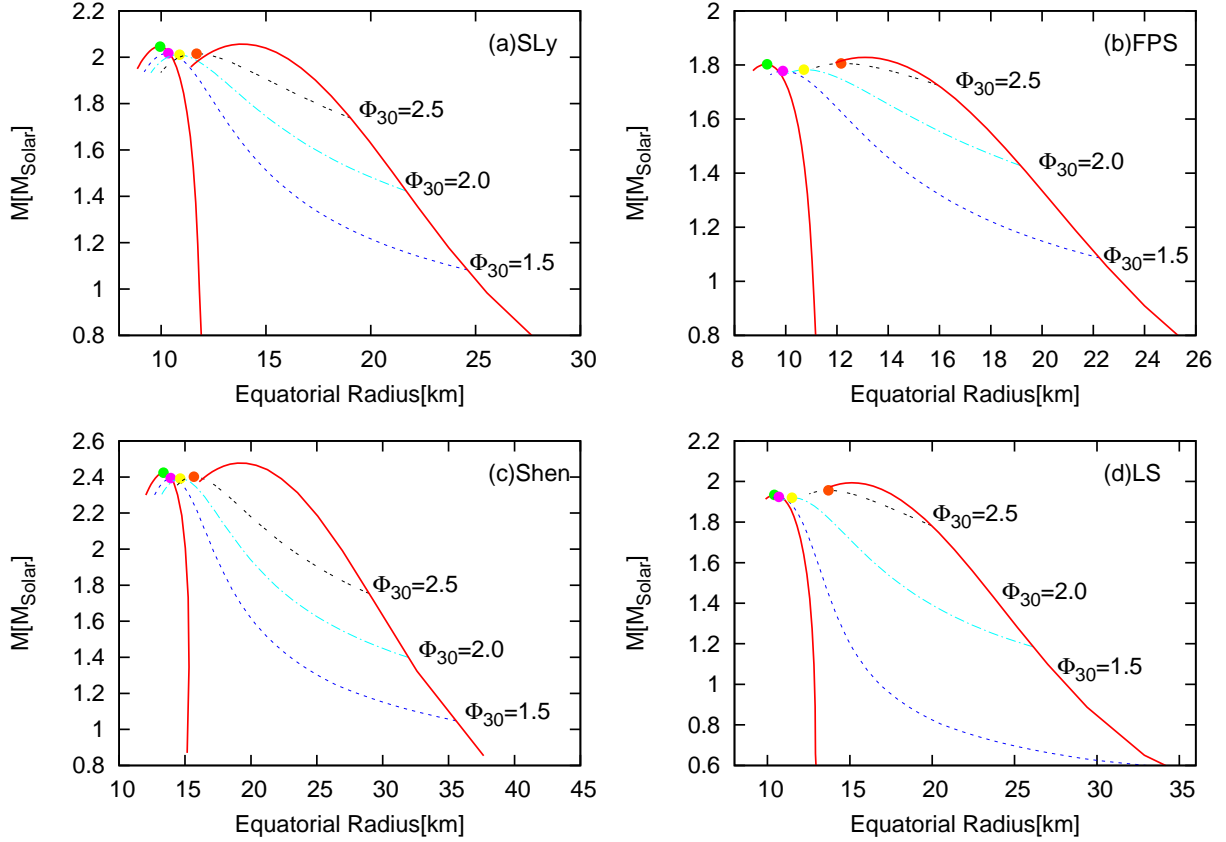 (a)SLy
M[M_Solar]
2.2
2
1.8
1.6
1.4
1.2
1
0.8
Φ30=2.5
Φ30=2.0
Φ30=1.5
10
15
20
25
30
Equatorial Radius[km]
(b)FPS
M[M_Solar]
2
1.8
1.6
1.4
1.2
1
0.8
Φ30=2.5
Φ30=2.0
Φ30=1.5
8
10
12
14
16
18
20
22
24
26
Equatorial Radius[km]
(c)Shen
M[M_Solar]
2.6
2.4
2.2
2
1.8
1.6
1.4
1.2
1
0.8
Φ30=2.5
Φ30=2.0
Φ30=1.5
10
15
20
25
30
35
40
45
Equatorial Radius[km]
(d)LS
M[M_Solar]
2.2
2
1.8
1.6
1.4
1.2
1
0.8
0.6
Φ30=2.5
Φ30=2.0
Φ30=1.5
10
15
20
25
30
35
Equatorial Radius[km]